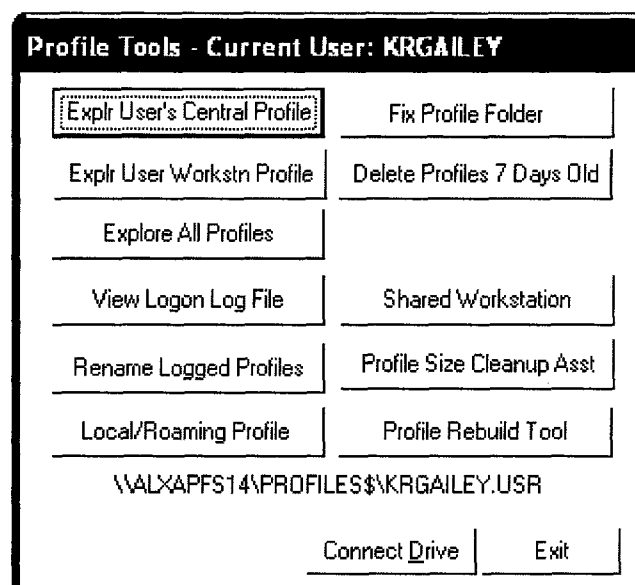 Profile Tools - Current User: KRGAILEY
Explr User's Central Profile
Fix Profile Folder
Explr User Workstn Profile
Delete Profiles 7 Days Old
Explore All Profiles
View Logon Log File
Shared Workstation
Rename Logged Profiles
Profile Size Cleanup Asst
Local/Roaming Profile
Profile Rebuild Tool
\\ALXAPFS14\PROFILES$\KRGAILEY.USR
Connect Drive
Exit